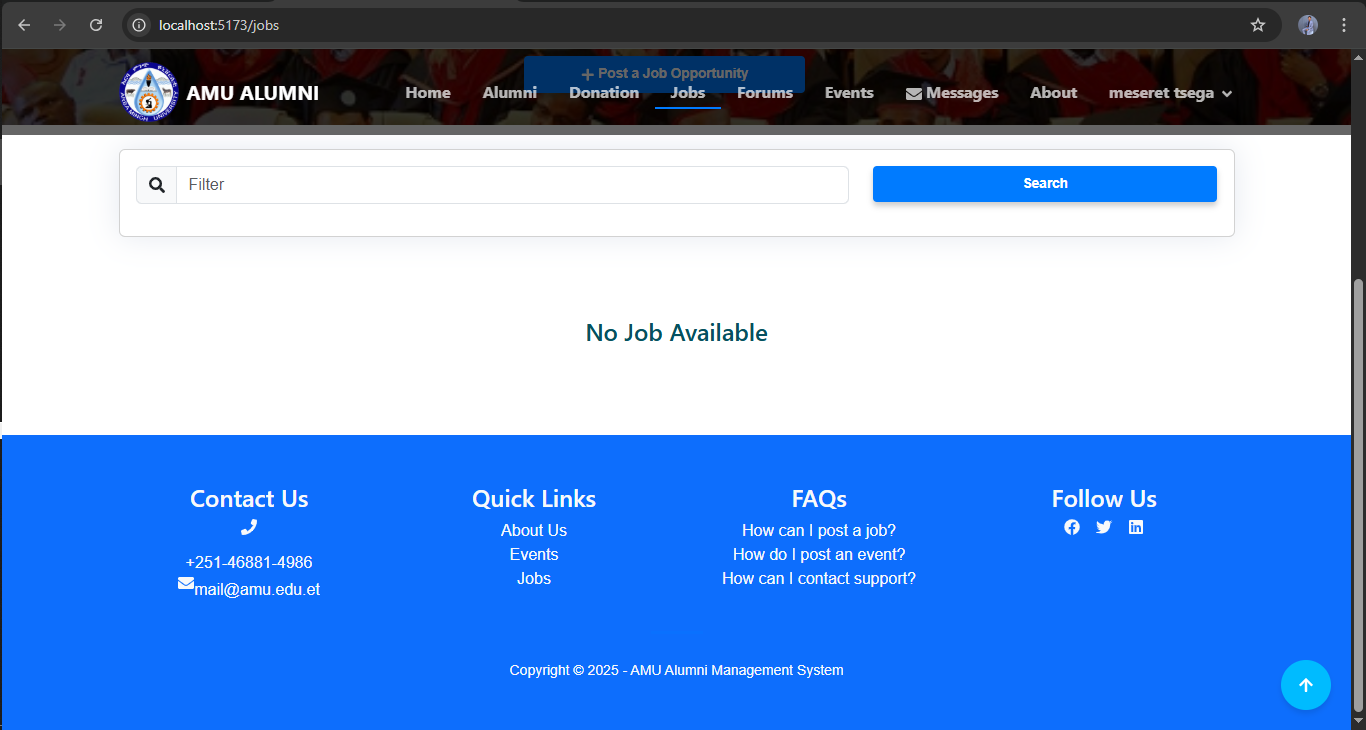 localhost:5173/jobs
+ Post a Job Opportunity
AMU ALUMNI
Home
Alumni
Donation
Jobs
Forums
Events
Messages
About
meseret tsega
Filter
Search
No Job Available
Contact Us
+251-46881-4986
mail@amu.edu.et
Quick Links
About Us
Events
Jobs
FAQs
How can I post a job?
How do I post an event?
How can I contact support?
Follow Us
Copyright © 2025 - AMU Alumni Management System